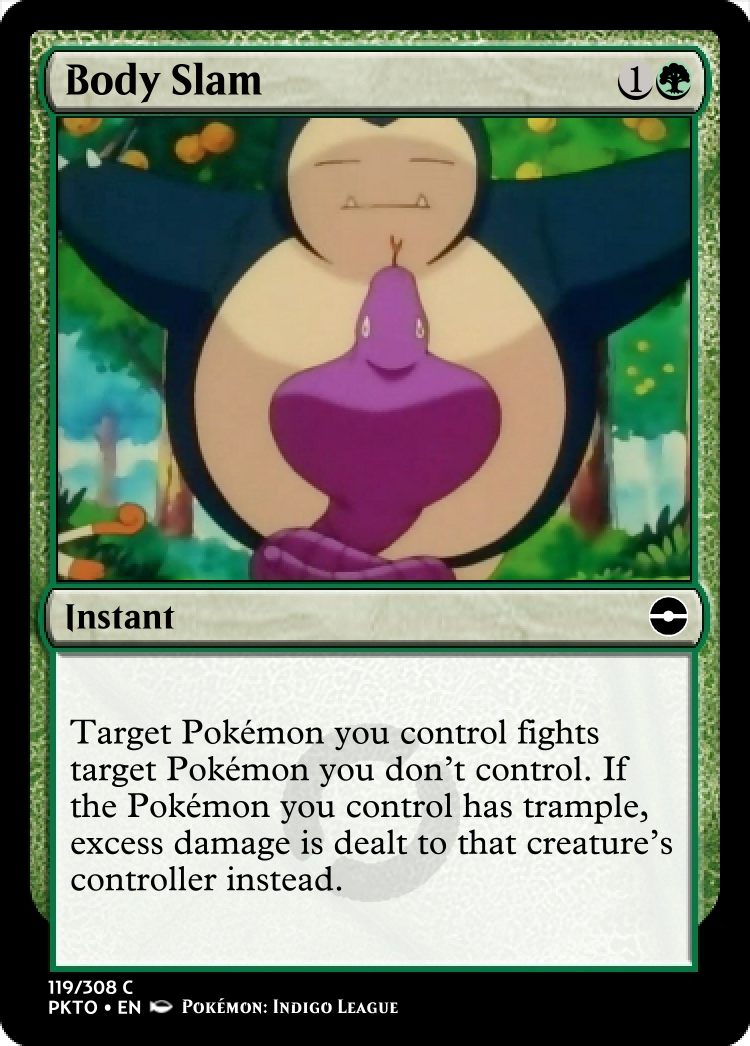 Body Slam 1
Instant
Target Pokémon you control fights
target Pokémon you don't control. If
the Pokémon you control has trample,
excess damage is dealt to that creature's
controller instead.
119/308 C
PKTO • EN Pokémon: Indigo League